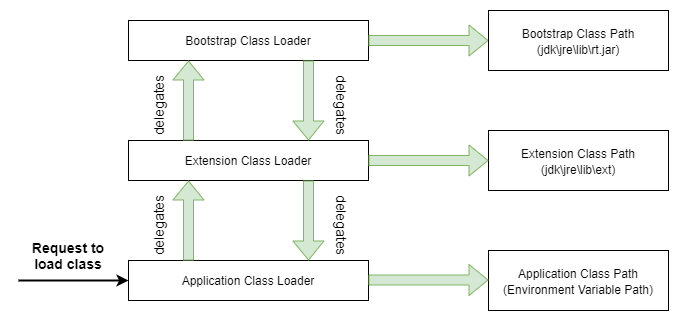 Bootstrap Class Loader
Bootstrap Class Path
(jdk\jre\lib\rt.jar)
delegates
delegates
Extension Class Loader
Extension Class Path
(jdk\jre\lib\ext)
delegates
delegates
Request to
load class
Application Class Loader
Application Class Path
(Environment Variable Path)